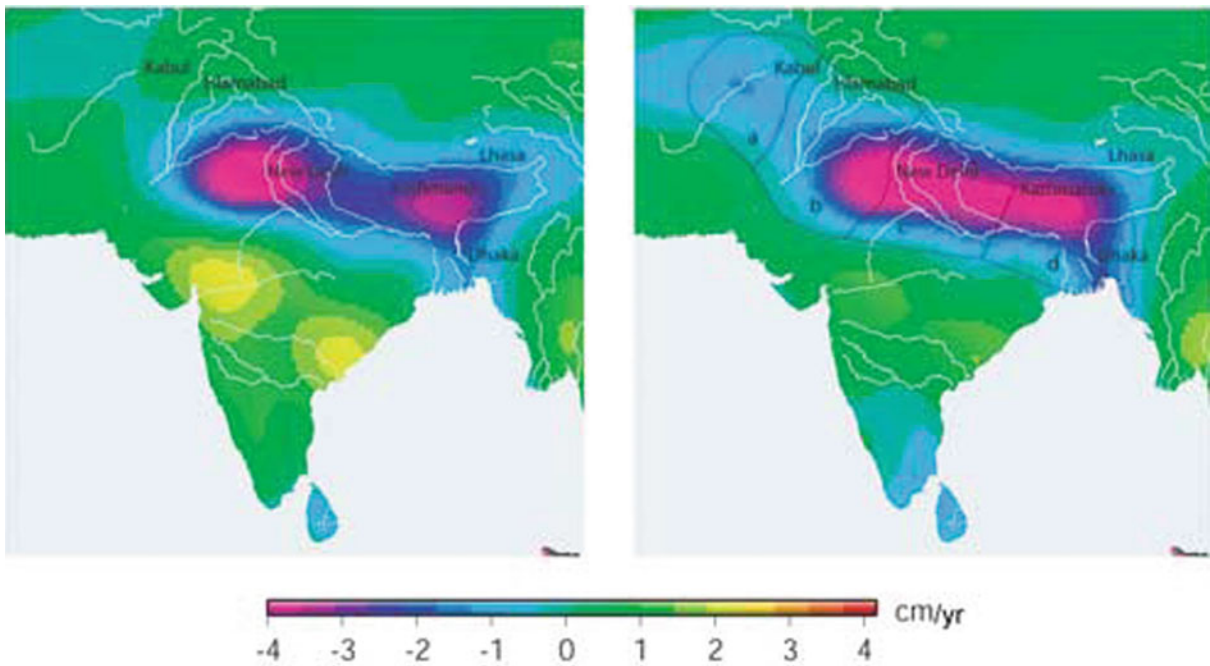 Kabul
Islamabad
New Delhi
Lhasa
Kathmandu
Dhaka
Kabul
Islamabad
a
New Delhi
Lhasa
Kathmandu
b
c
Dhaka
d
-4 -3 -2 -1 0 1 2 3 4 cm/yr